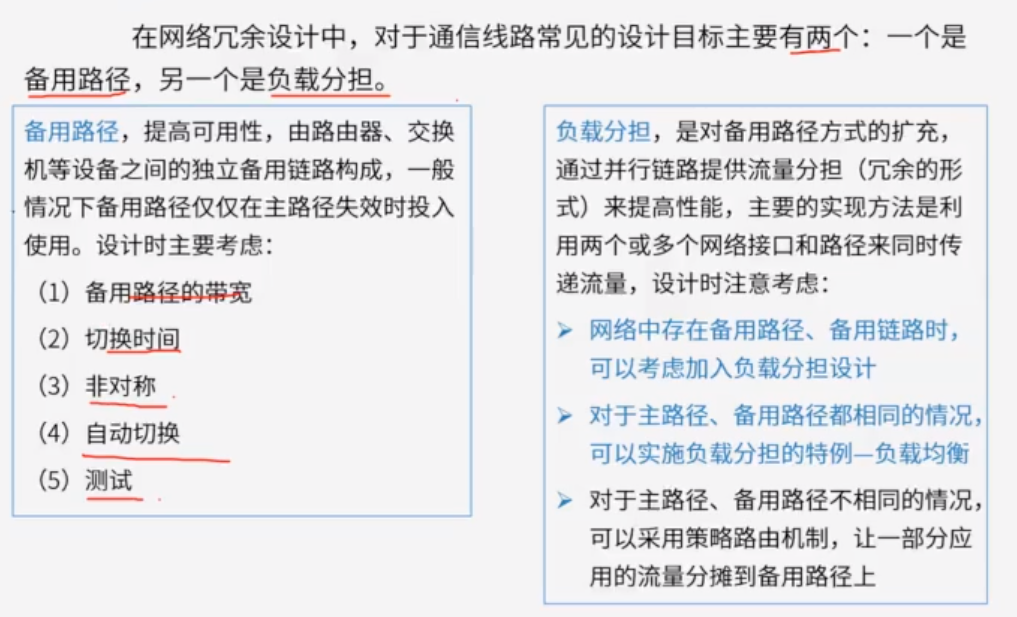 在网络冗余设计中，对于通信线路常见的设计目标主要有两个：一个是
备用路径，另一个是负载分担。
备用路径，提高可用性，由路由器、交换
机等设备之间的独立备用链路构成，一般
情况下备用路径仅仅在主路径失效时投入
使用。设计时主要考虑：
（1）备用路径的带宽
（2）切换时间
（3）非对称
（4）自动切换
（5）测试
负载分担，是对备用路径方式的扩充，
通过并行链路提供流量分担（冗余的形
式）来提高性能，主要的实现方法是利
用两个或多个网络接口和路径来同时传
递流量，设计时注意考虑：
➢ 网络中存在备用路径、备用链路时，
可以考虑加入负载分担设计
➢ 对于主路径、备用路径都相同的情况，
可以实施负载分担的特例—负载均衡
➢ 对于主路径、备用路径不相同的情况，
可以采用策略路由机制，让一部分应
用的流量分摊到备用路径上